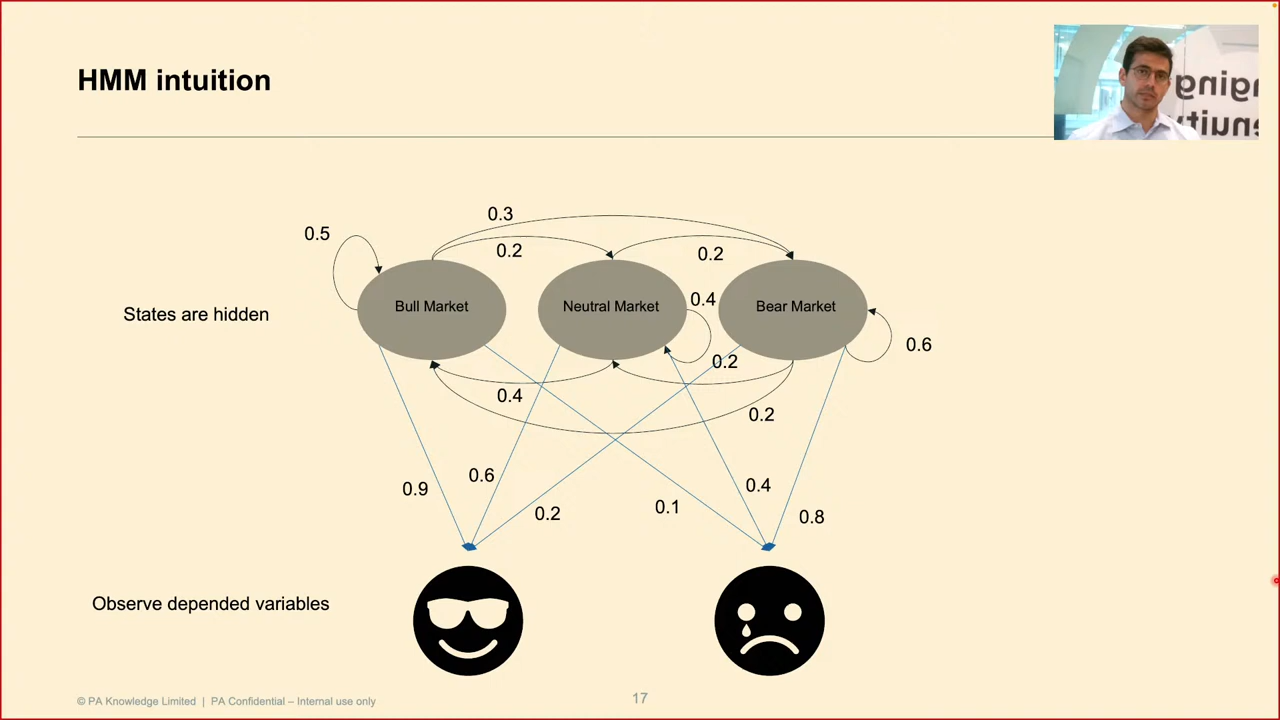 HMM intuition
0.3
0.5
0.2
0.2
Bull Market
Neutral Market
0.4
Bear Market
States are hidden
0.6
0.2
0.4
0.2
0.6
0.9
0.4
0.2
0.1
0.8
Observe depended variables
© PA Knowledge Limited | PA Confidential – Internal use only
17